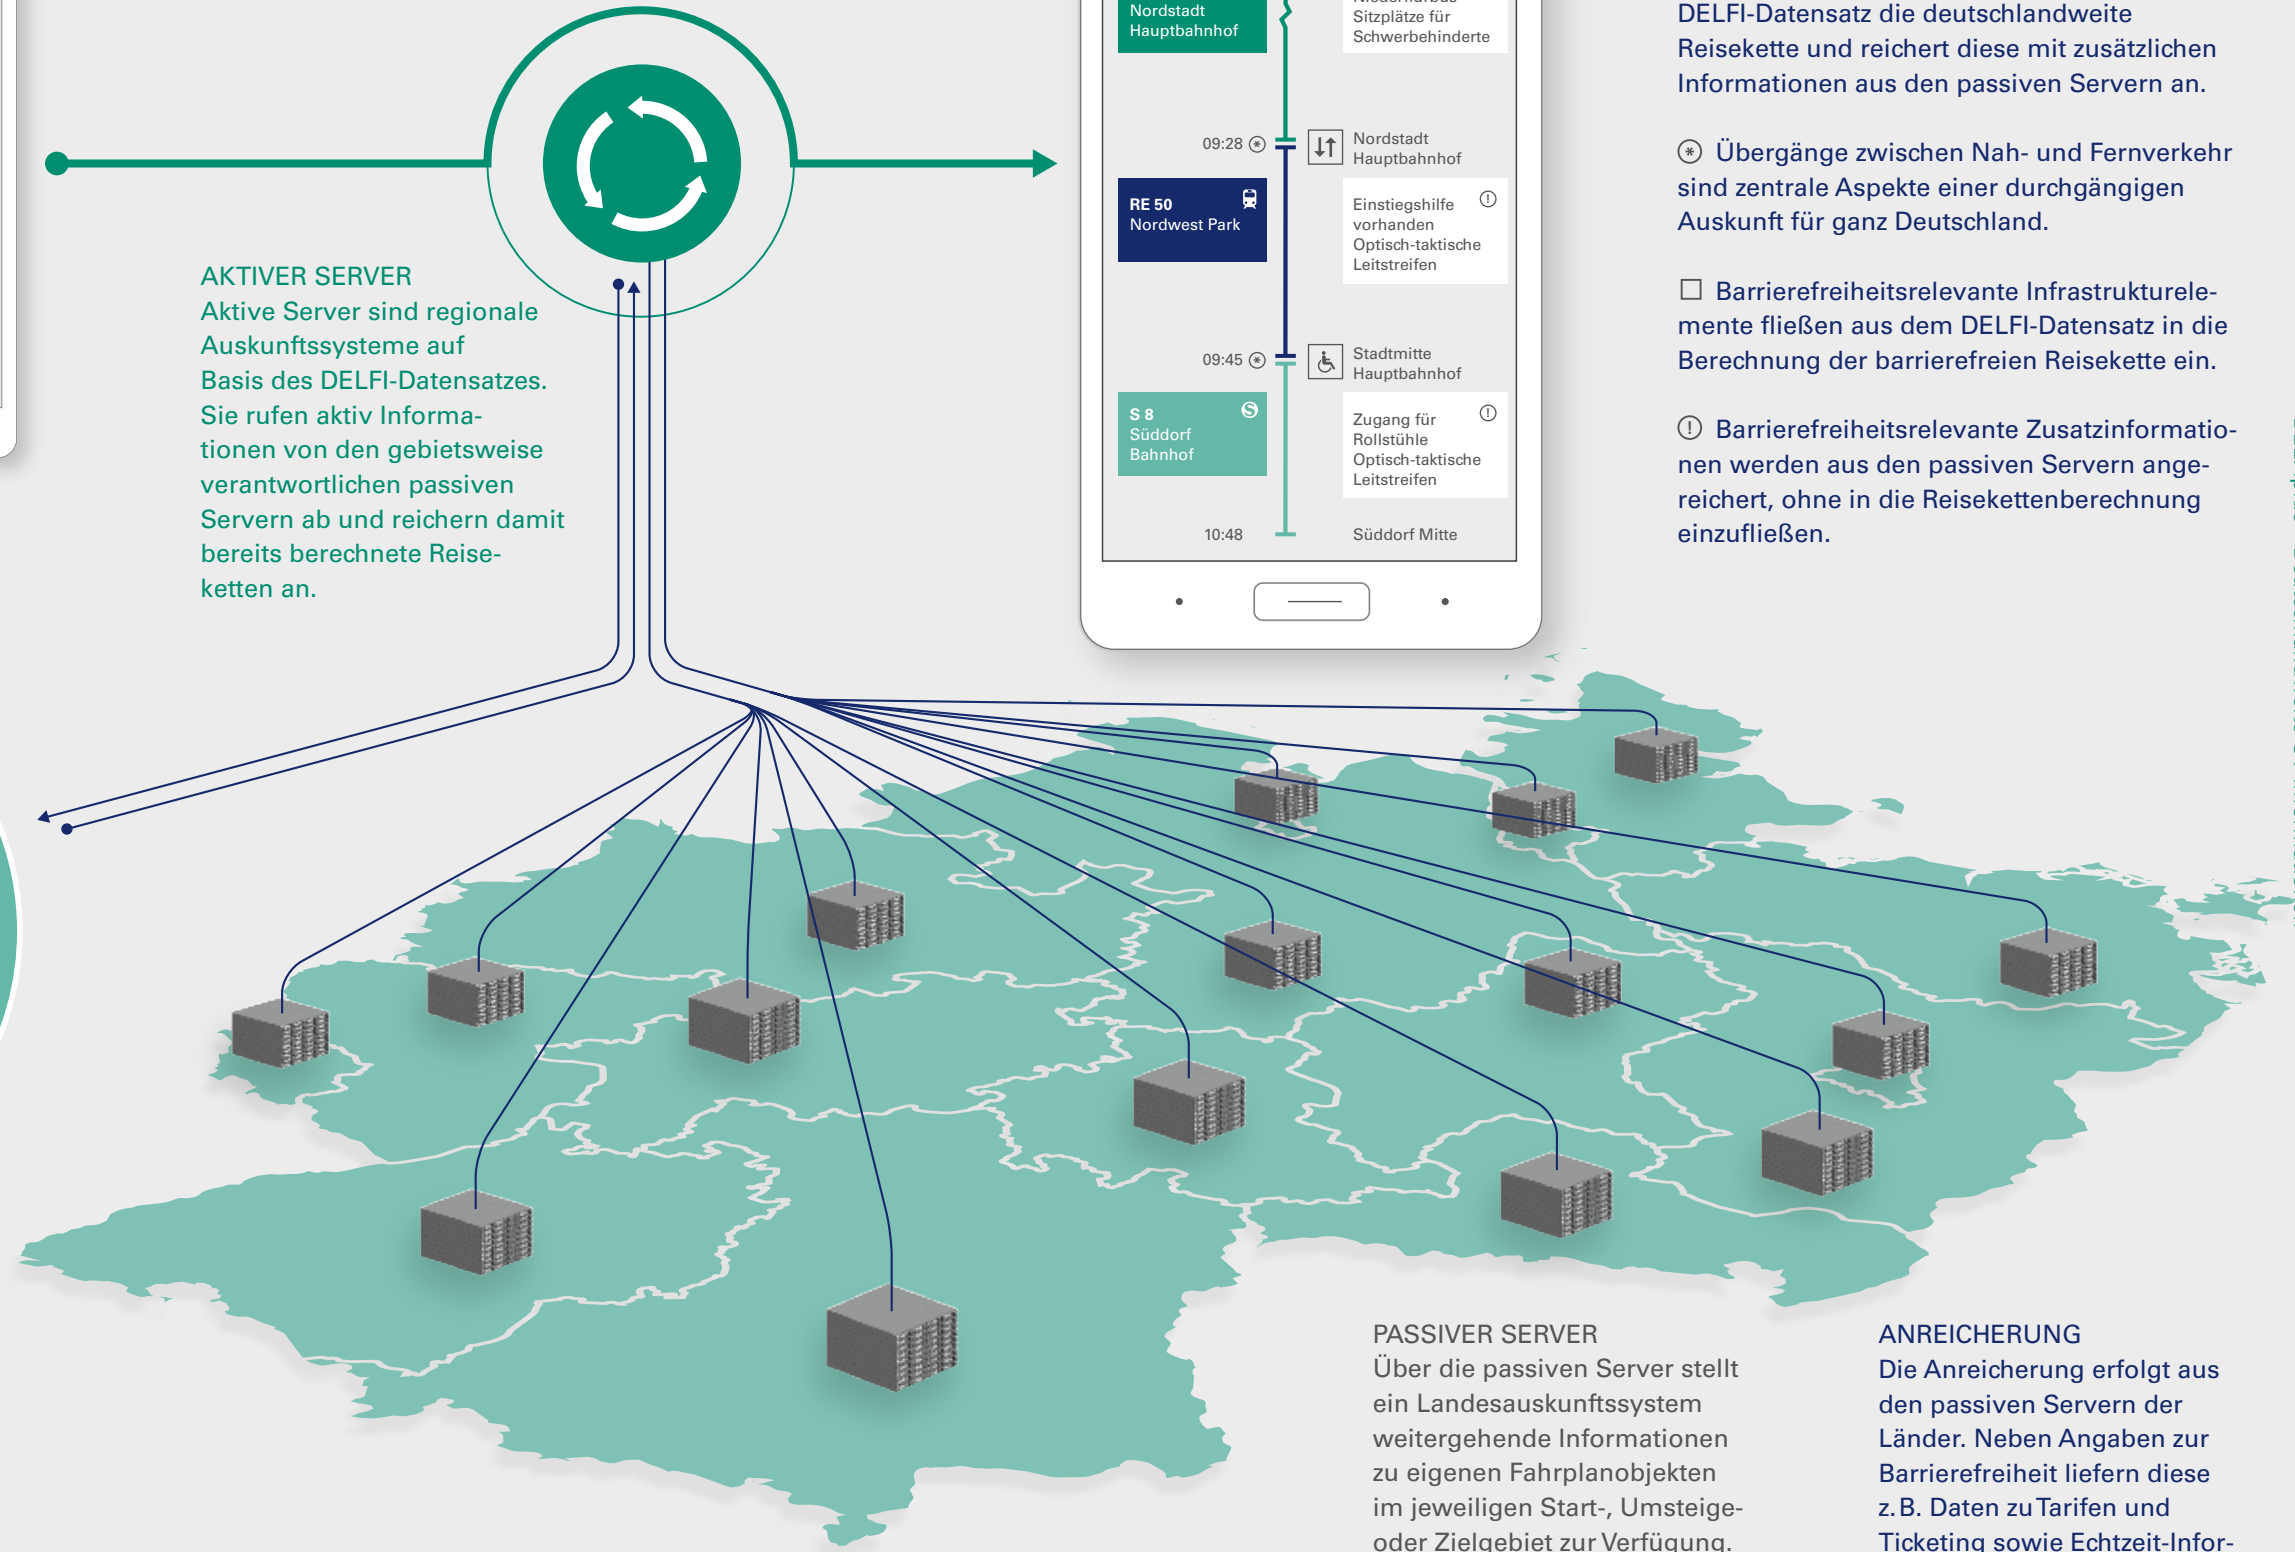 Nordstadt
Hauptbahnhof
Sitzplätze für
Schwerbehinderte
09:28
Nordstadt
Hauptbahnhof
RE 50
Nordwest Park
Einstiegshilfe
vorhanden
Optisch-taktische
Leitstreifen
09:45
Stadtmitte
Hauptbahnhof
S 8
Süddorf
Bahnhof
Zugang für
Rollstühle
Optisch-taktische
Leitstreifen
10:48
Süddorf Mitte
DELFI-Datensatz die deutschlandweite
Reisekette und reichert diese mit zusätzlichen
Informationen aus den passiven Servern an.
Übergänge zwischen Nah- und Fernverkehr
sind zentrale Aspekte einer durchgängigen
Auskunft für ganz Deutschland.
Barrierefreiheitsrelevante Infrastrukturele-
mente fließen aus dem DELFI-Datensatz in die
Berechnung der barrierefreien Reisekette ein.
Barrierefreiheitsrelevante Zusatzinformatio-
nen werden aus den passiven Servern ange-
reichert, ohne in die Reisekettenberechnung
einzufließen.
AKTIVER SERVER
Aktive Server sind regionale
Auskunftssysteme auf
Basis des DELFI-Datensatzes.
Sie rufen aktiv Informa-
tionen von den gebietsweise
verantwortlichen passiven
Servern ab und reichern damit
bereits berechnete Reise-
ketten an.
PASSIVER SERVER
Über die passiven Server stellt
ein Landesauskunftssystem
weitergehende Informationen
zu eigenen Fahrplanobjekten
im jeweiligen Start-, Umsteige-
oder Zielgebiet zur Verfügung.
ANREICHERUNG
Die Anreicherung erfolgt aus
den passiven Servern der
Länder. Neben Angaben zur
Barrierefreiheit liefern diese
z. B. Daten zu Tarifen und
Ticketing sowie Echtzeit-Infor-